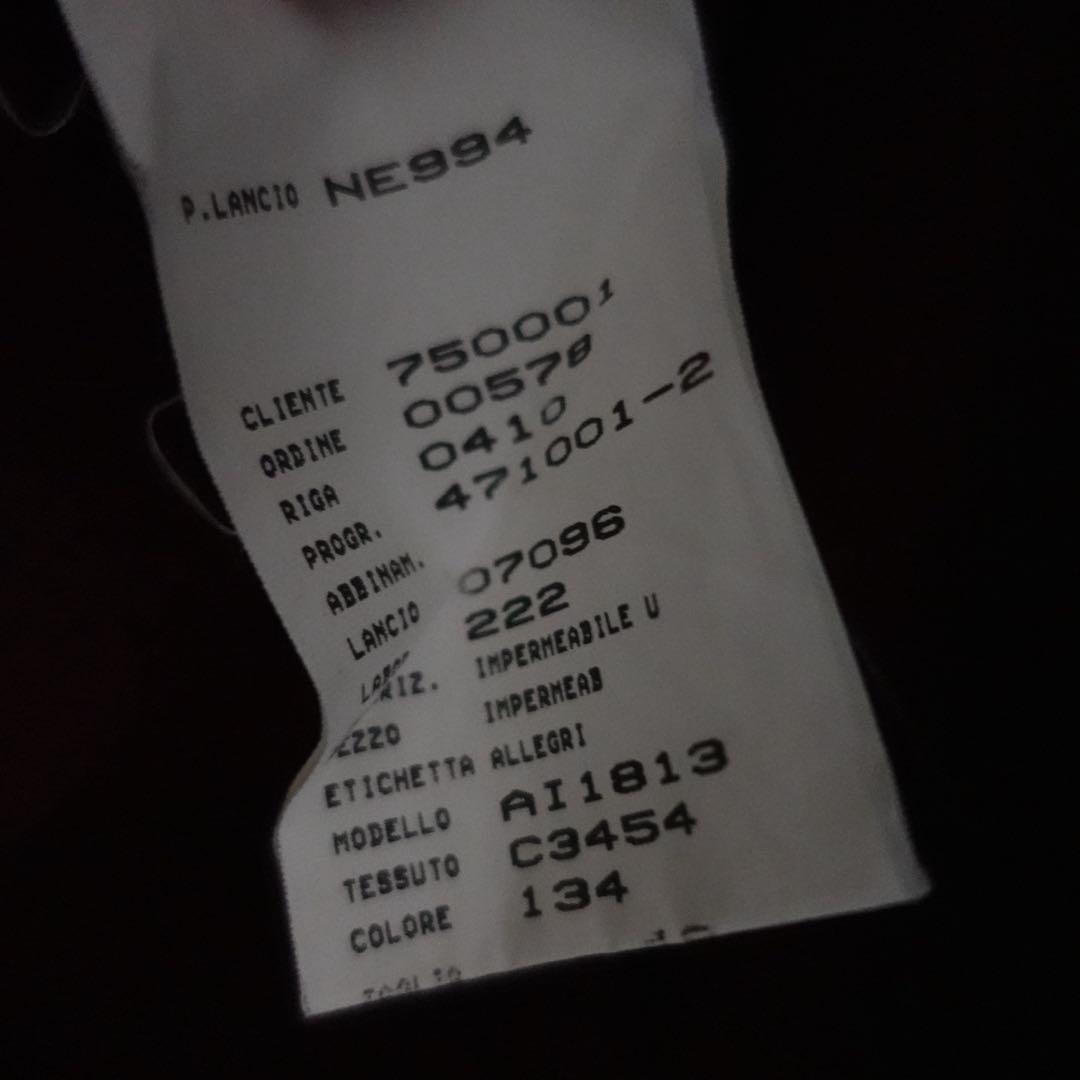 P.LANCIO NE994
CLIENTE 750001
ORDINE 00578
RIGA 0410
PROGR. 471001-2
ABBINAM.
LANCIO 07096
222
IMPERMEABILE U
IMPERMEAB
ETICHETTA ALLEGRI
MODELLO AI1813
TESSUTO C3454
COLORE 134